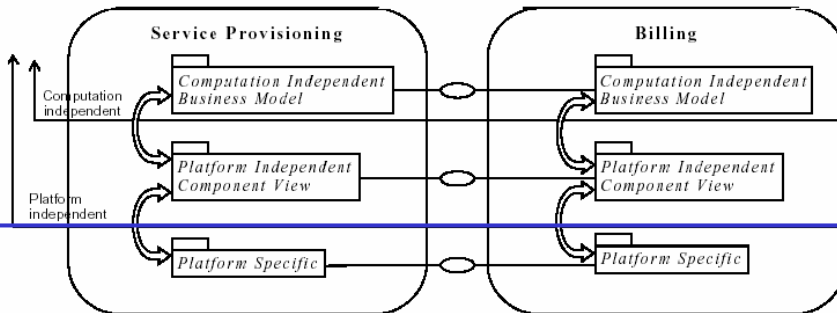 Service Provisioning
Billing
Computation Independent
Business Model
Computation Independent
Business Model
Computation
independent
Platform Independent
Component View
Platform Independent
Component View
Platform
independent
Platform Specific
Platform Specific